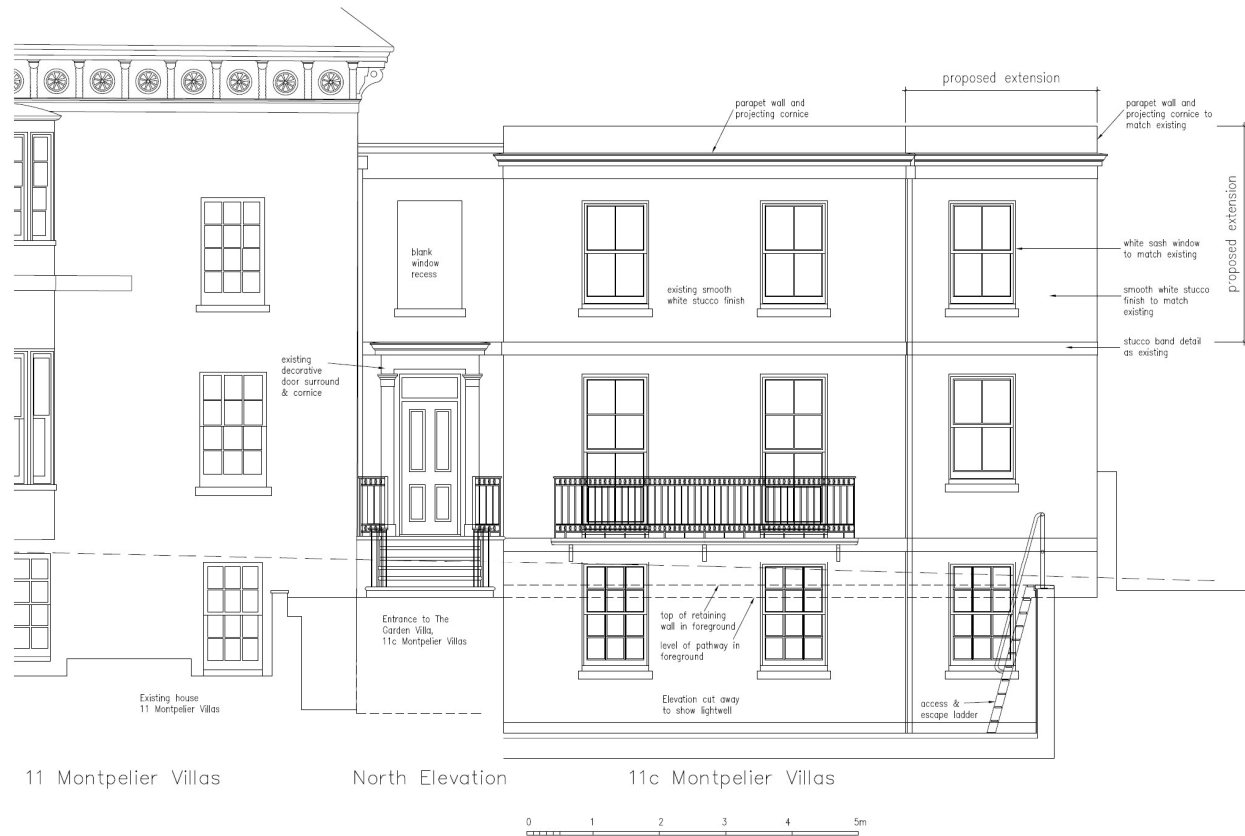 proposed extension
parapet wall and
projecting cornice
parapet wall and
projecting cornice to
match existing
proposed extension
blank
window
recess
existing smooth
white stucco finish
white sash window
to match existing
smooth white stucco
finish to match
existing
stucco band detail
as existing
existing
decorative
door surround
& cornice
Entrance to The
Garden Villa,
11c Montpelier Villas
top of retaining
wall in foreground
level of pathway in
foreground
Existing house
11 Montpelier Villas
Elevation cut away
to show lightwell
access &
escape ladder
11 Montpelier Villas
North Elevation
11c Montpelier Villas
0 1 2 3 4 5m